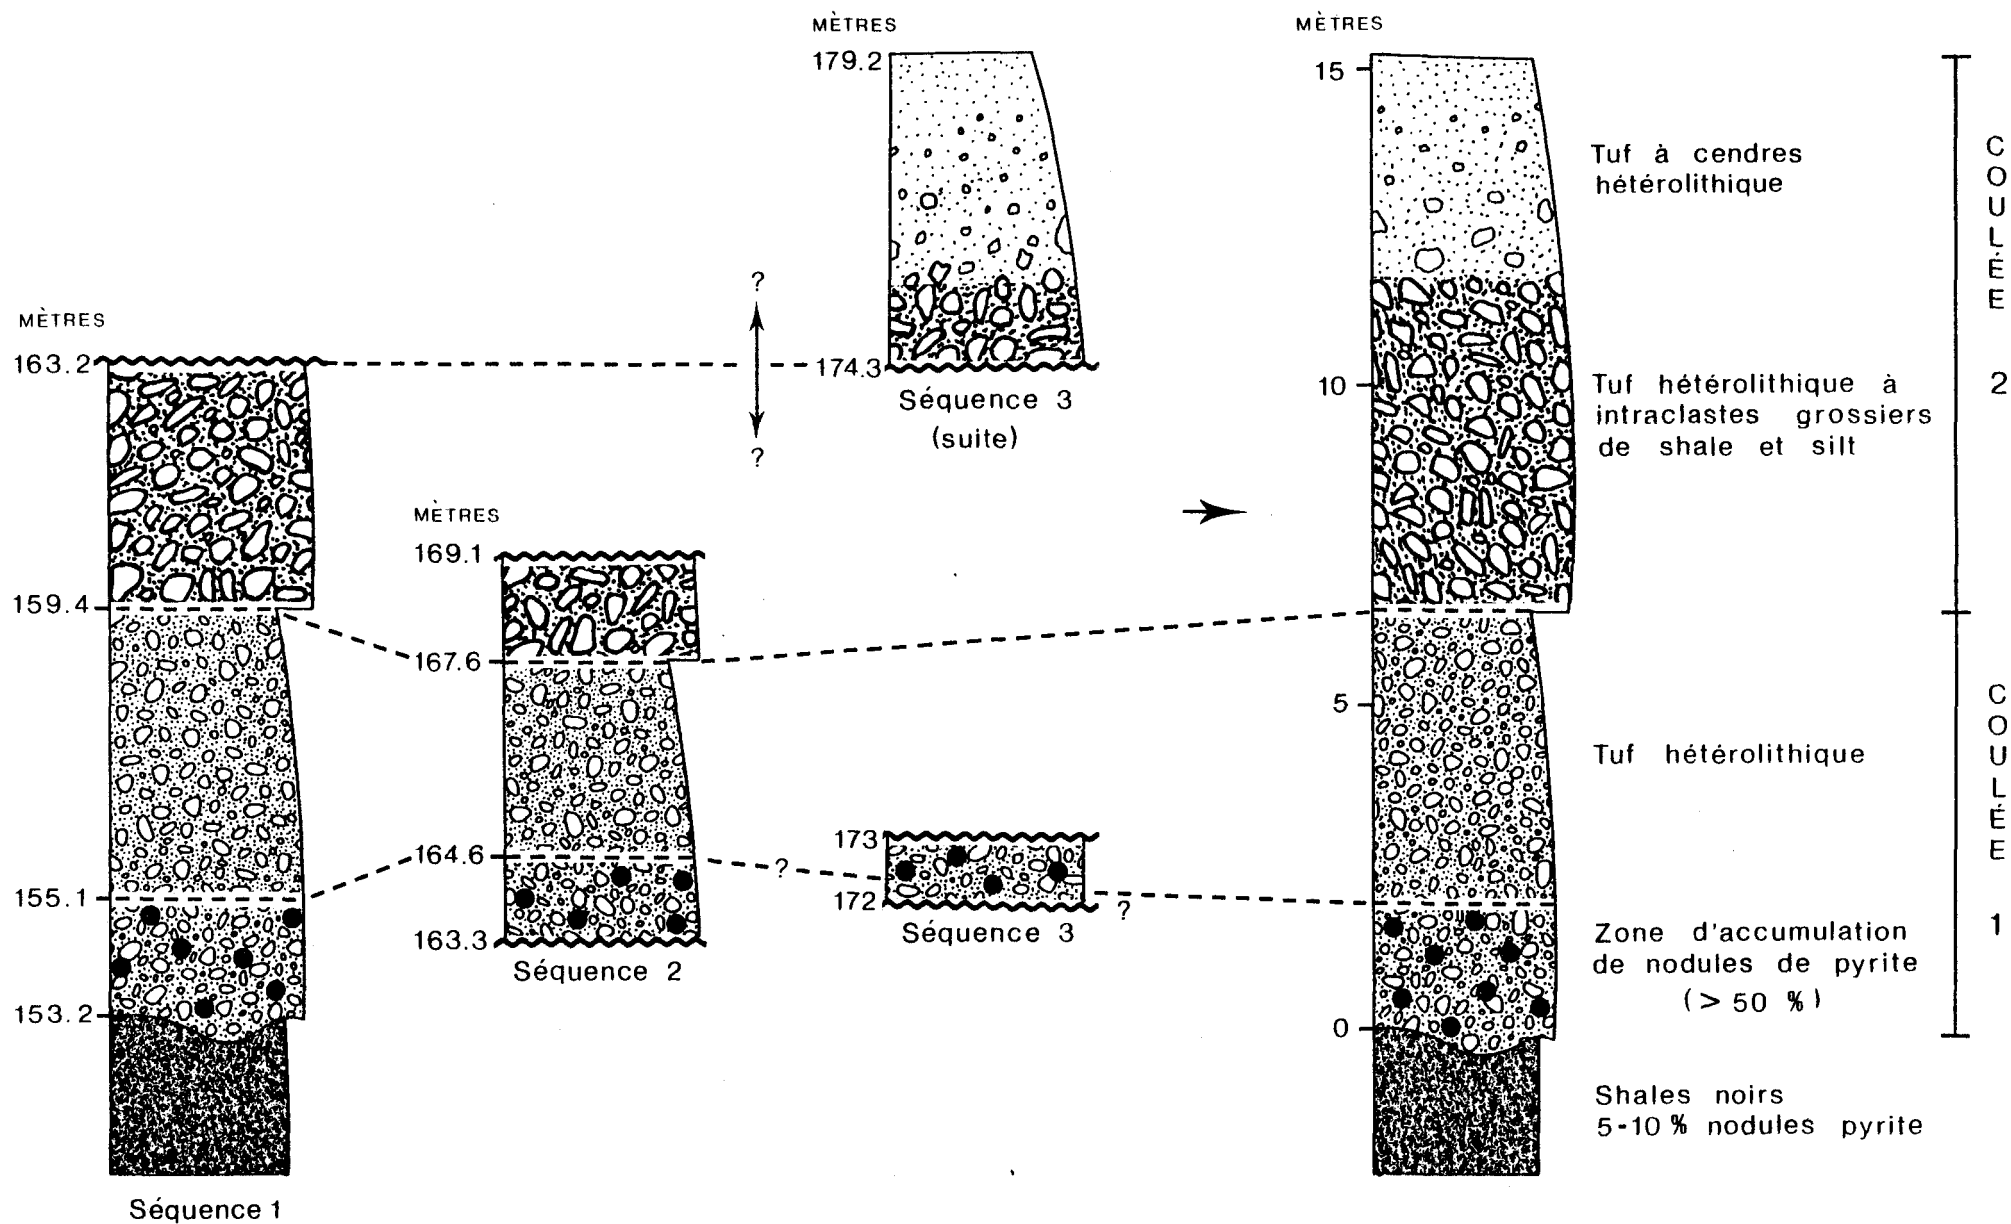 MÈTRES
163.2
159.4
155.1
153.2
Séquence 1
MÈTRES
169.1
167.6
164.6
163.3
Séquence 2
MÈTRES
179.2
174.3
Séquence 3
(suite)
?
?
?
173
172
Séquence 3
?
MÈTRES
15
10
5
0
Tuf à cendres
hétérolithique
Tuf hétérolithique à
intraclastes grossiers
de shale et silt
Tuf hétérolithique
Zone d'accumulation
de nodules de pyrite
(> 50 %)
Shales noirs
5-10 % nodules pyrite
COULÉE 2
COULÉE 1